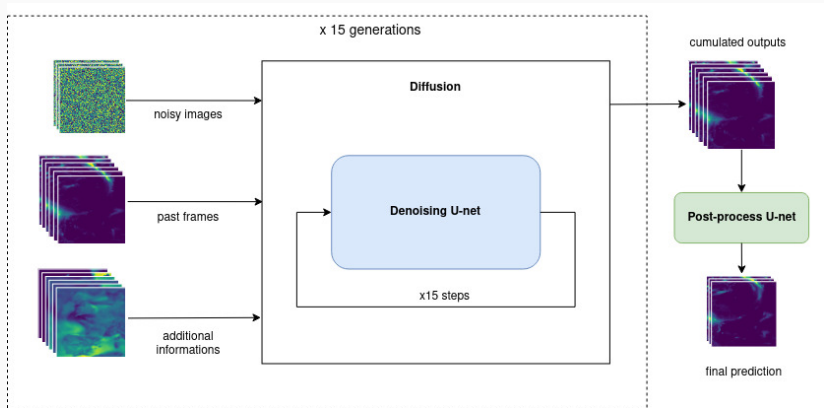 x 15 generations
cumulated outputs
Diffusion
noisy images
Denoising U-net
past frames
Post-process U-net
x15 steps
additional
informations
final prediction